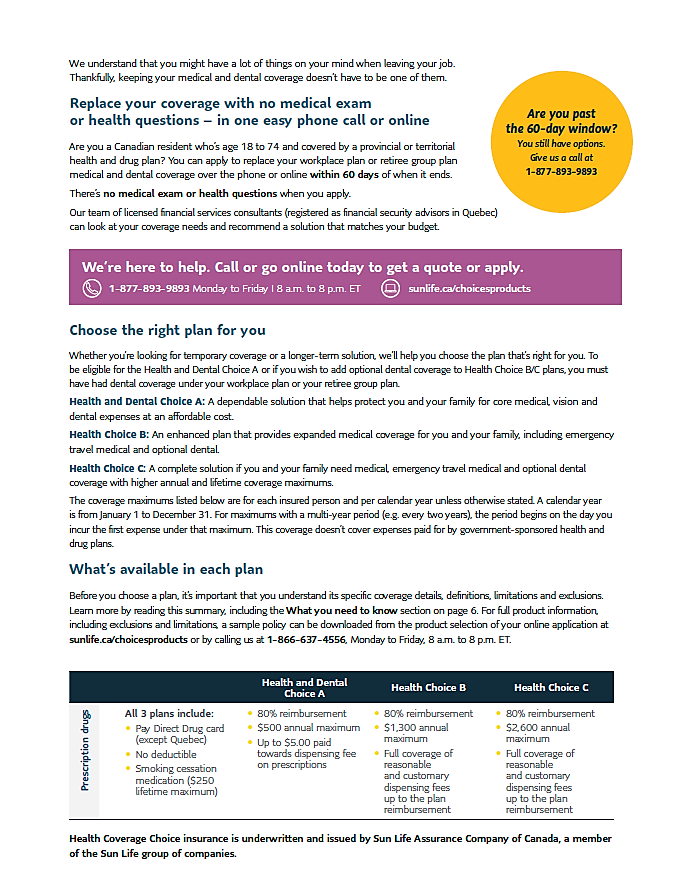 We understand that you might have a lot of things on your mind when leaving your job.
Thankfully, keeping your medical and dental coverage doesn't have to be one of them.
Replace your coverage with no medical exam
or health questions – in one easy phone call or online
Are you a Canadian resident who's age 18 to 74 and covered by a provincial or territorial
health and drug plan? You can apply to replace your workplace plan or retiree group plan
medical and dental coverage over the phone or online within 60 days of when it ends.
There's no medical exam or health questions when you apply.
Our team of licensed financial services consultants (registered as financial security advisors in Quebec)
can look at your coverage needs and recommend a solution that matches your budget.
Are you past
the 60-day window?
You still have options.
Give us a call at
1-877-893-9893
We're here to help. Call or go online today to get a quote or apply.
1-877-893-9893 Monday to Friday I 8 a.m. to 8 p.m. ET
sunlife.ca/choicesproducts
Choose the right plan for you
Whether you're looking for temporary coverage or a longer-term solution, we'll help you choose the plan that's right for you. To
be eligible for the Health and Dental Choice A or if you wish to add optional dental coverage to Health Choice B/C plans, you must
have had dental coverage under your workplace plan or your retiree group plan.
Health and Dental Choice A: A dependable solution that helps protect you and your family for core medical, vision and
dental expenses at an affordable cost.
Health Choice B: An enhanced plan that provides expanded medical coverage for you and your family, including emergency
travel medical and optional dental.
Health Choice C: A complete solution if you and your family need medical, emergency travel medical and optional dental
coverage with higher annual and lifetime coverage maximums.
The coverage maximums listed below are for each insured person and per calendar year unless otherwise stated. A calendar year
is from January 1 to December 31. For maximums with a multi-year period (e.g. every two years), the period begins on the day you
incur the first expense under that maximum. This coverage doesn't cover expenses paid for by government-sponsored health and
drug plans.
What's available in each plan
Before you choose a plan, it's important that you understand its specific coverage details, definitions, limitations and exclusions.
Learn more by reading this summary, including the What you need to know section on page 6. For full product information,
including exclusions and limitations, a sample policy can be downloaded from the product selection of your online application at
sunlife.ca/choicesproducts or by calling us at 1-866-637-4556, Monday to Friday, 8 a.m. to 8 p.m. ET.
Health and Dental
Choice A
Health Choice B
Health Choice C
Prescription drugs
All 3 plans include:
• Pay Direct Drug card
(except Quebec)
• No deductible
• Smoking cessation
medication ($250
lifetime maximum)
• 80% reimbursement
• $500 annual maximum
• Up to $5.00 paid
towards dispensing fee
on prescriptions
• 80% reimbursement
• $1,300 annual
maximum
• Full coverage of
reasonable
and customary
dispensing fees
up to the plan
reimbursement
• 80% reimbursement
• $2,600 annual
maximum
• Full coverage of
reasonable
and customary
dispensing fees
up to the plan
reimbursement
Health Coverage Choice insurance is underwritten and issued by Sun Life Assurance Company of Canada, a member
of the Sun Life group of companies.